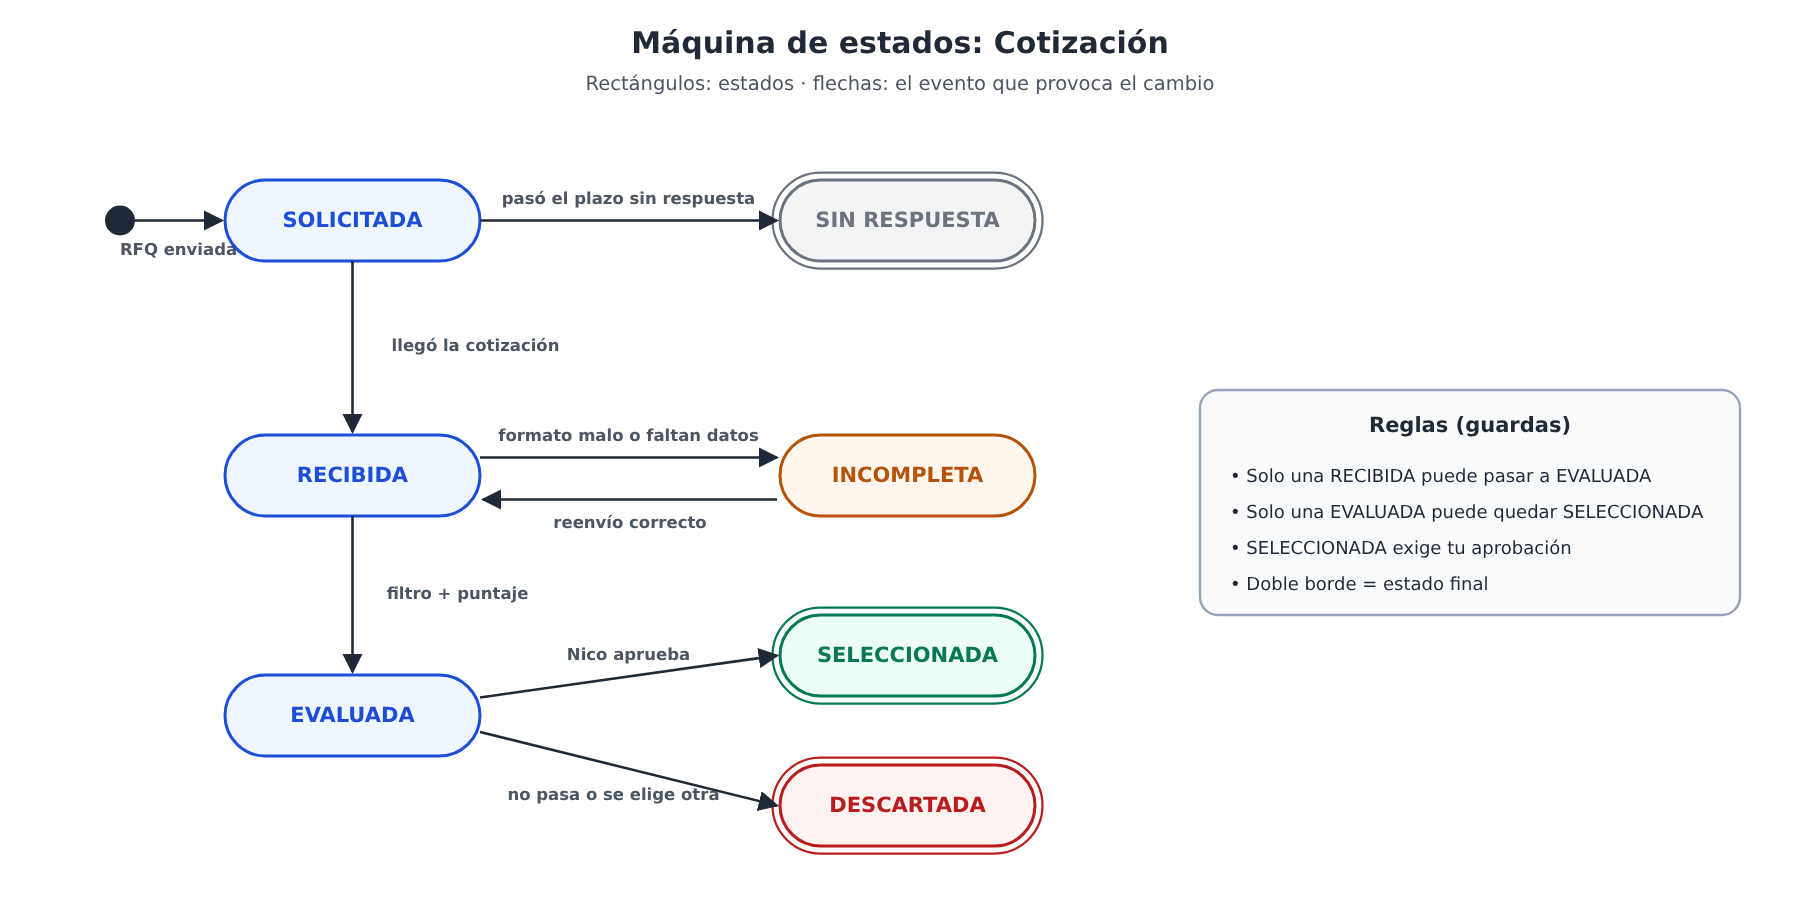 Máquina de estados: Cotización
Rectángulos: estados · flechas: el evento que provoca el cambio
SOLICITADA
pasó el plazo sin respuesta
SIN RESPUESTA
RFQ enviada
llegó la cotización
RECIBIDA
formato malo o faltan datos
INCOMPLETA
reenvío correcto
filtro + puntaje
EVALUADA
Nico aprueba
SELECCIONADA
no pasa o se elige otra
DESCARTADA
Reglas (guardas)
• Solo una RECIBIDA puede pasar a EVALUADA
• Solo una EVALUADA puede quedar SELECCIONADA
• SELECCIONADA exige tu aprobación
• Doble borde = estado final